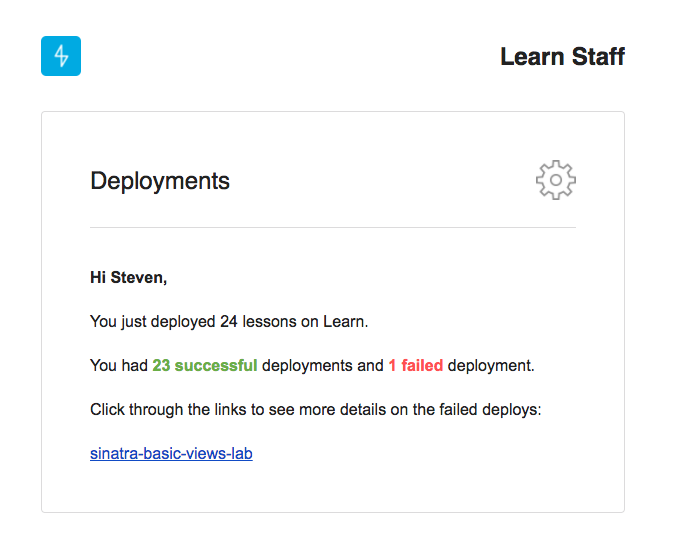 Learn Staff
Deployments
Hi Steven,
You just deployed 24 lessons on Learn.
You had 23 successful deployments and 1 failed deployment.
Click through the links to see more details on the failed deploys:
sinatra-basic-views-lab